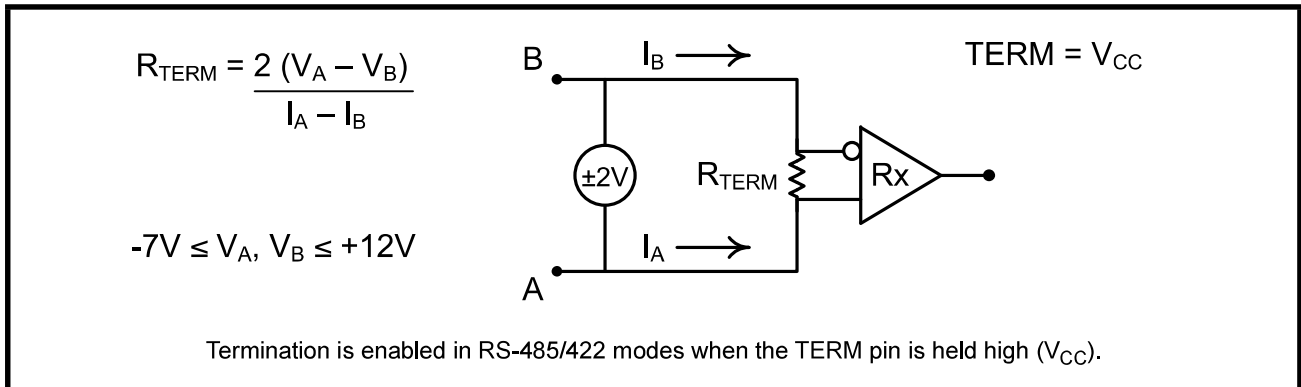 R_TERM = 2 (V_A – V_B)
I_A – I_B
-7V ≤ V_A, V_B ≤ +12V
B
I_B
TERM = V_CC
±2V
R_TERM
Rx
I_A
A
Termination is enabled in RS-485/422 modes when the TERM pin is held high (V_CC).